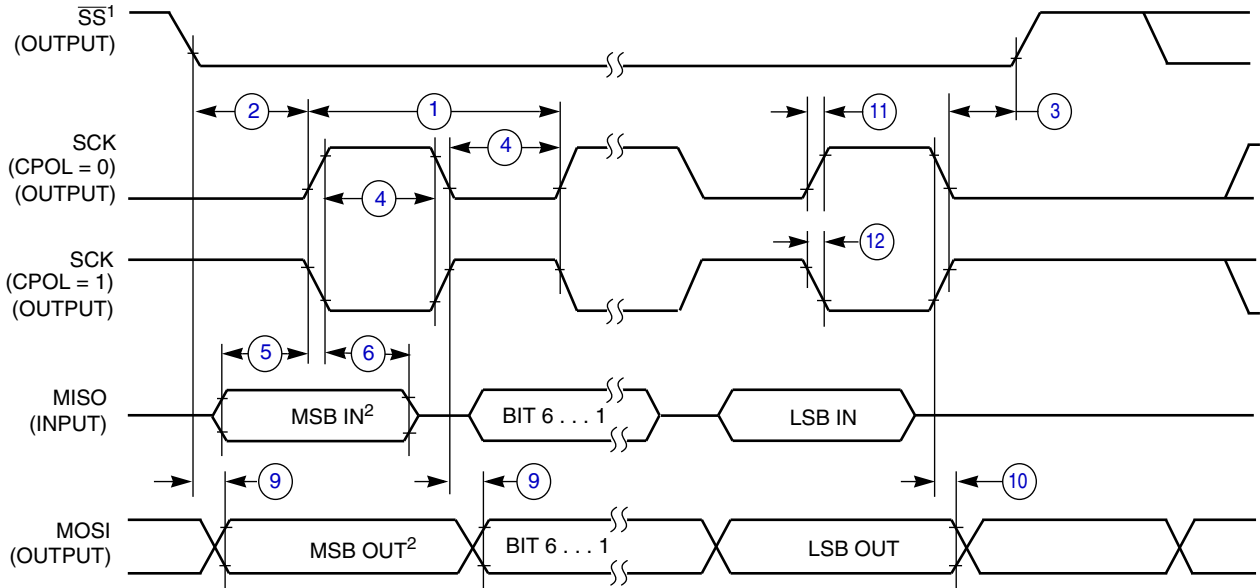 SS¹
(OUTPUT)
2
1
11
3
SCK
(CPOL = 0)
(OUTPUT)
4
4
12
SCK
(CPOL = 1)
(OUTPUT)
5
6
MISO
(INPUT)
MSB IN²
BIT 6 . . . 1
LSB IN
9
9
10
MOSI
(OUTPUT)
MSB OUT²
BIT 6 . . . 1
LSB OUT